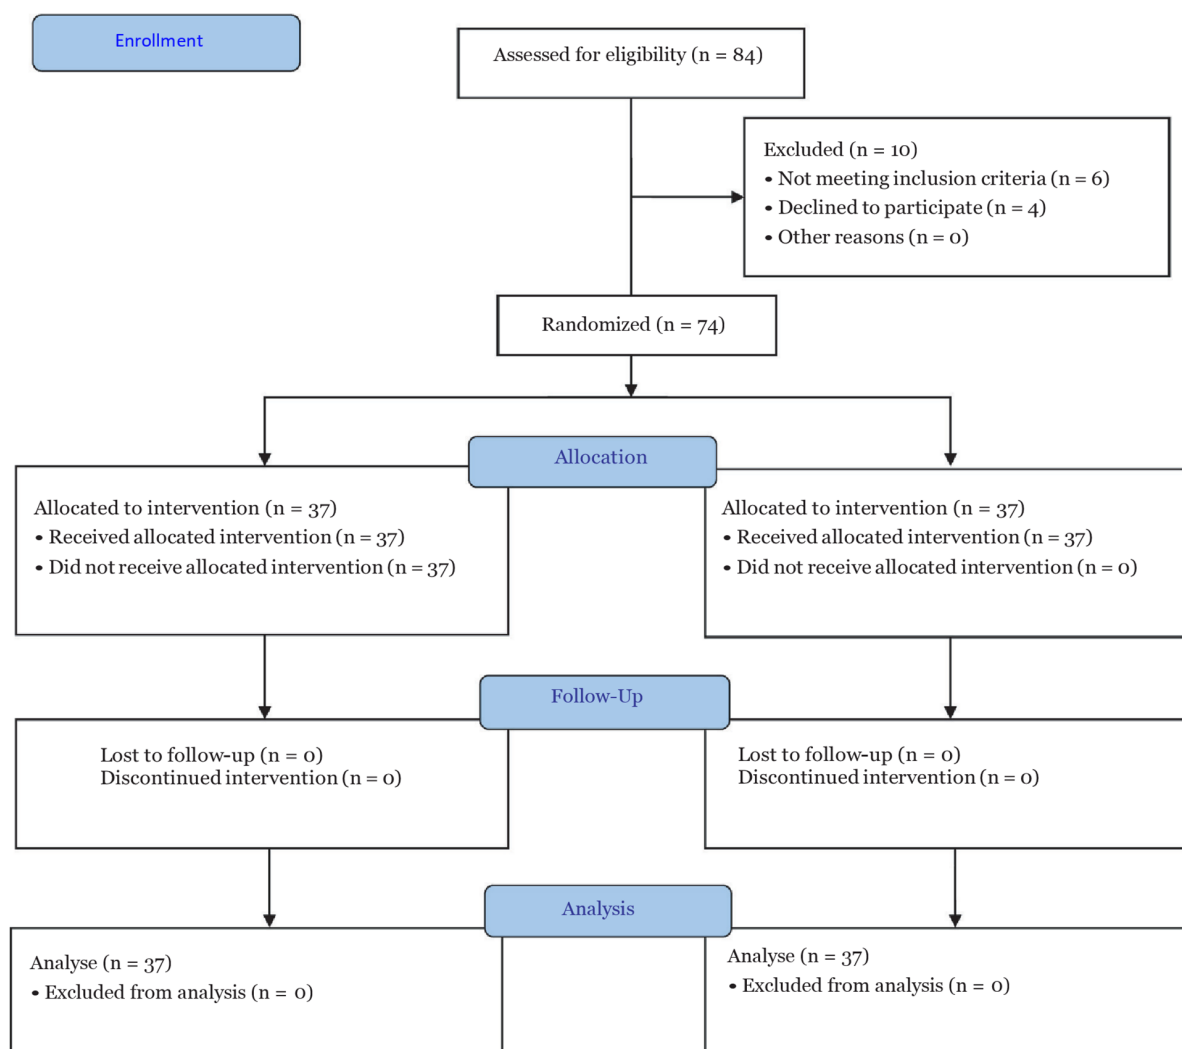 Enrollment
Assessed for eligibility (n = 84)
Excluded (n = 10)
• Not meeting inclusion criteria (n = 6)
• Declined to participate (n = 4)
• Other reasons (n = 0)
Randomized (n = 74)
Allocation
Allocated to intervention (n = 37)
• Received allocated intervention (n = 37)
• Did not receive allocated intervention (n = 37)
Allocated to intervention (n = 37)
• Received allocated intervention (n = 37)
• Did not receive allocated intervention (n = 0)
Follow-Up
Lost to follow-up (n = 0)
Discontinued intervention (n = 0)
Lost to follow-up (n = 0)
Discontinued intervention (n = 0)
Analysis
Analyse (n = 37)
• Excluded from analysis (n = 0)
Analyse (n = 37)
• Excluded from analysis (n = 0)